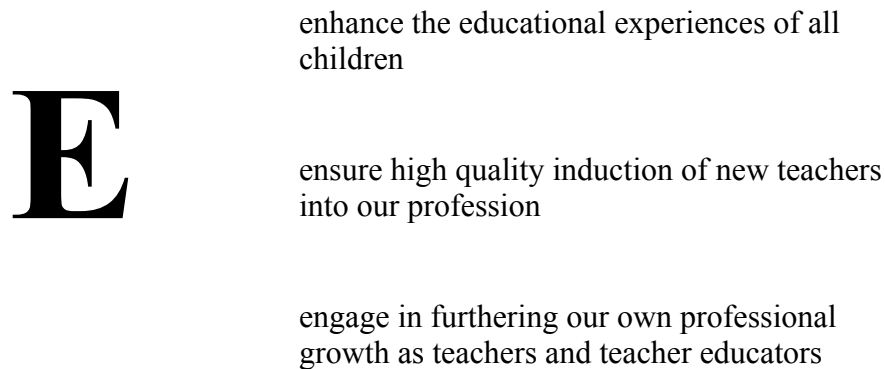 enhance the educational experiences of all
children
E
ensure high quality induction of new teachers
into our profession
engage in furthering our own professional
growth as teachers and teacher educators